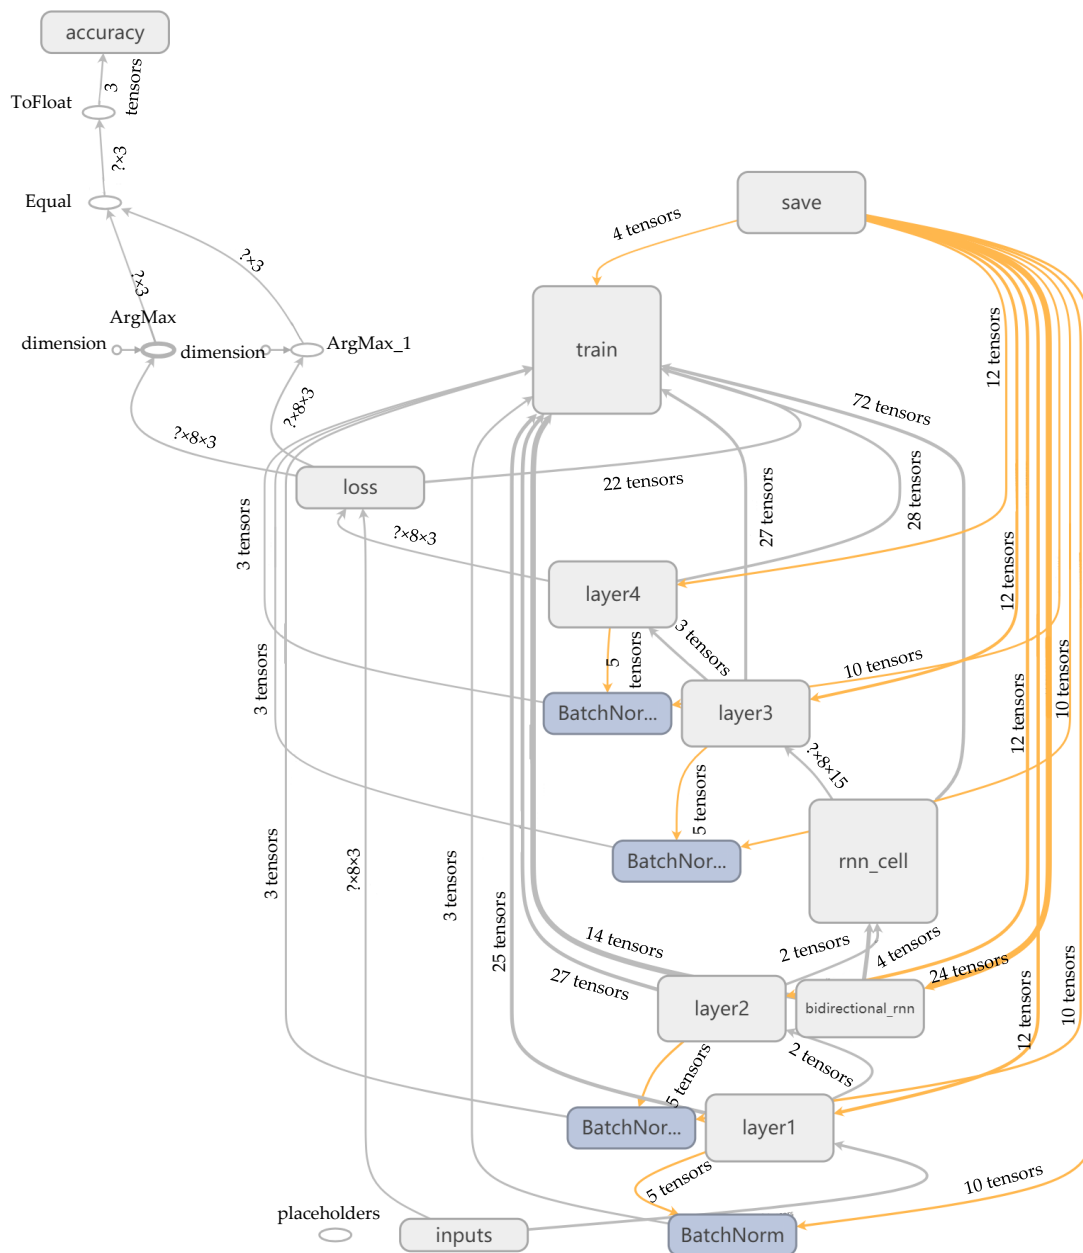 accuracy
3
tensors
ToFloat
?×3
Equal
save
4 tensors
?×3
?×3
ArgMax
dimension
dimension
ArgMax_1
train
12 tensors
72 tensors
?×8×3
?×8×3
loss
22 tensors
27 tensors
28 tensors
3 tensors
?×8×3
layer4
12 tensors
3 tensors
5
tensors
10 tensors
3 tensors
BatchNor...
layer3
12 tensors
10 tensors
?×8×15
5 tensors
BatchNor...
rnn_cell
3 tensors
?×8×3
3 tensors
25 tensors
14 tensors
2 tensors
4 tensors
27 tensors
24 tensors
layer2
bidirectional_rnn
12 tensors
10 tensors
5 tensors
2 tensors
BatchNor...
layer1
5 tensors
10 tensors
placeholders
inputs
BatchNorm